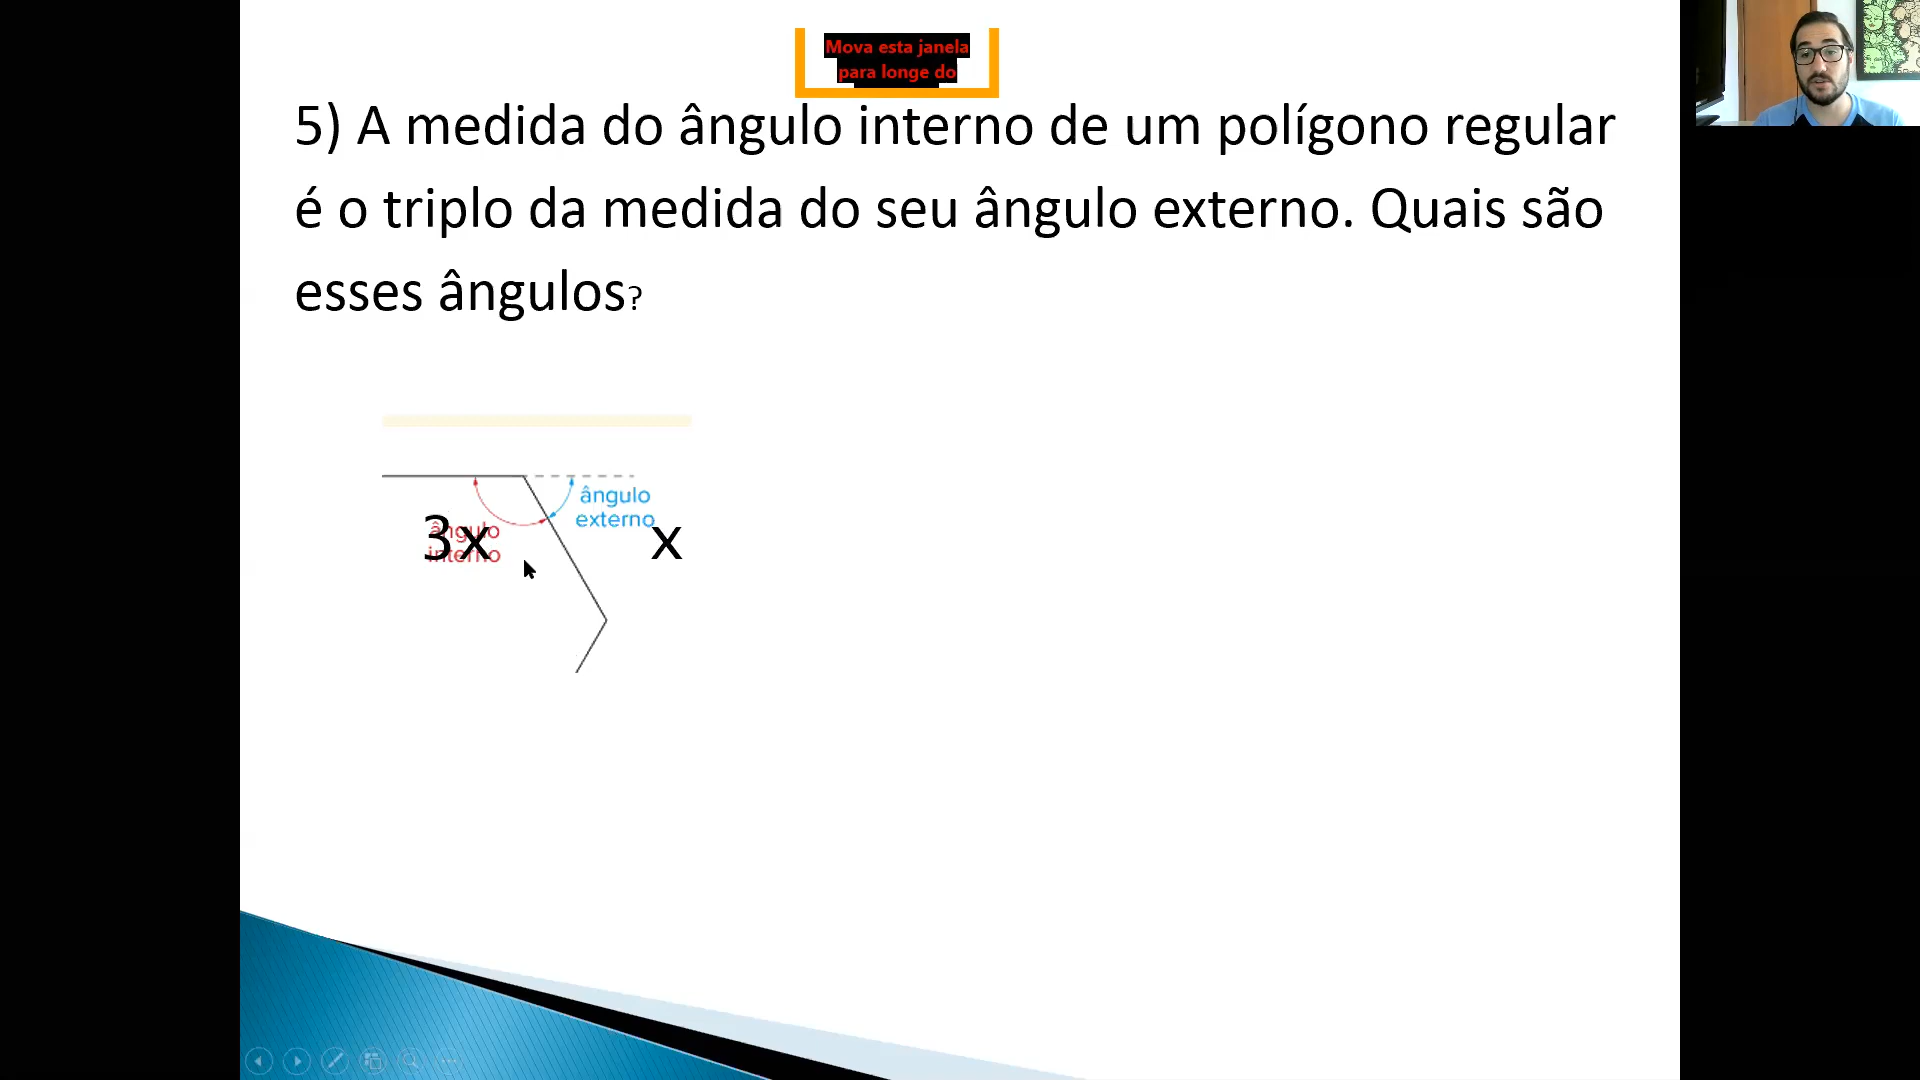 Mova esta janela
para longe do
5) A medida do ângulo interno de um polígono regular
é o triplo da medida do seu ângulo externo. Quais são
esses ângulos?
ângulo
externo
ângulo
interno
3x
x